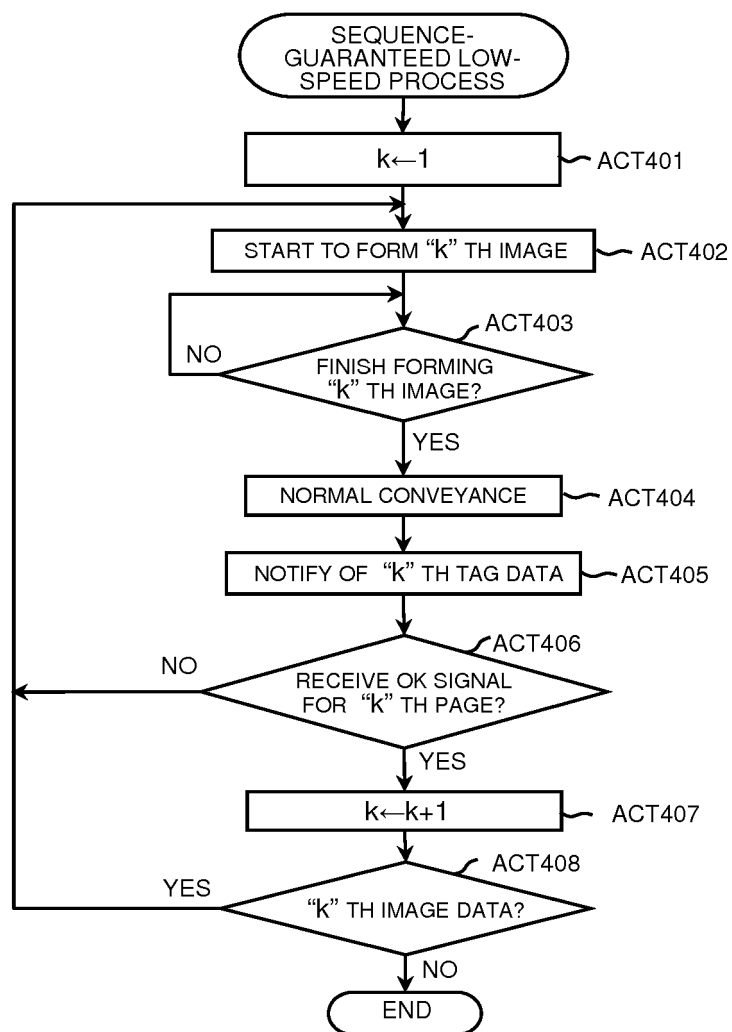 SEQUENCE-
GUARANTEED LOW-
SPEED PROCESS
k←1
ACT401
START TO FORM “k” TH IMAGE
ACT402
ACT403
NO
FINISH FORMING
“k” TH IMAGE?
YES
NORMAL CONVEYANCE
ACT404
NOTIFY OF “k” TH TAG DATA
ACT405
ACT406
NO
RECEIVE OK SIGNAL
FOR “k” TH PAGE?
YES
k←k+1
ACT407
ACT408
YES
“k” TH IMAGE DATA?
NO
END